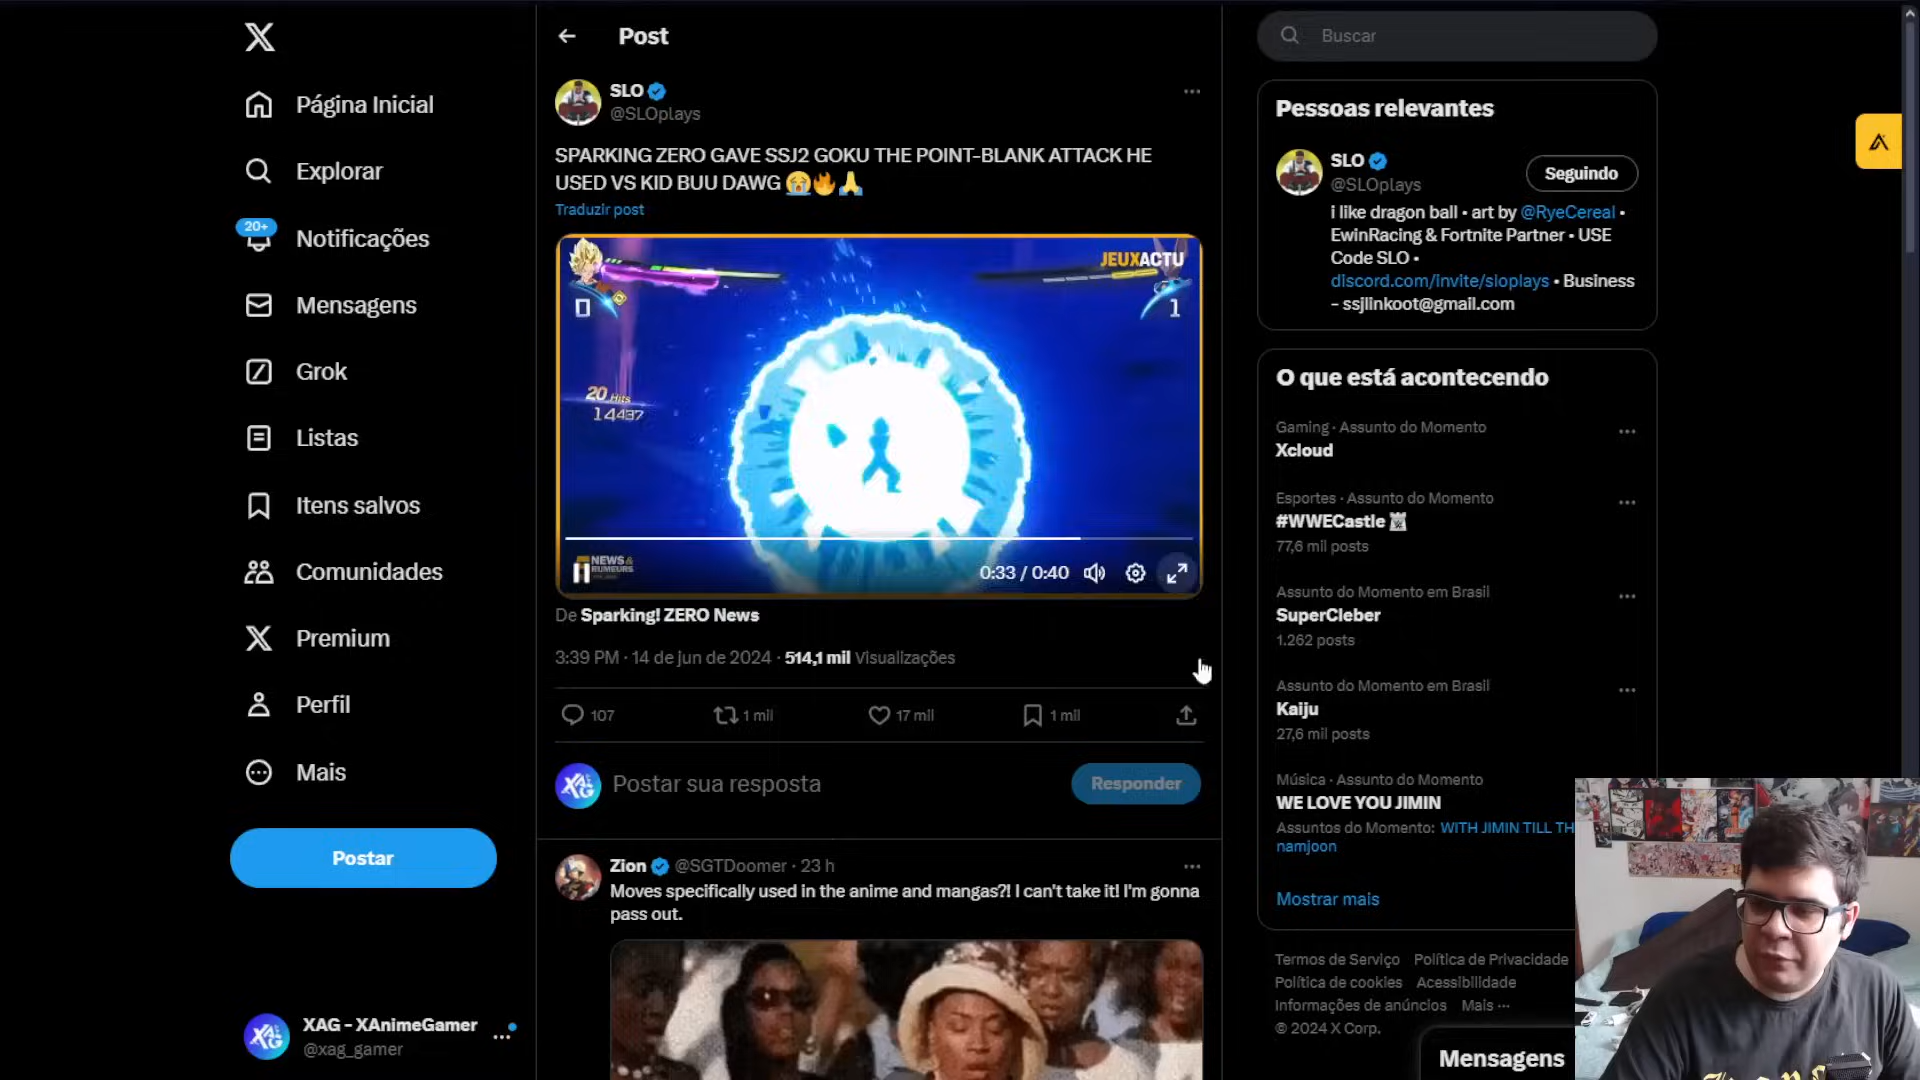 Post
Buscar
SLO
@SLOplays
SPARKING ZERO GAVE SSJ2 GOKU THE POINT-BLANK ATTACK HE
USED VS KID BUU DAWG 😭🔥🙏
Traduzir post
JEUXACTU
0
1
20 Hits
14437
NEWS &
RUMEURS
0:33 / 0:40
De Sparking! ZERO News
3:39 PM · 14 de jun de 2024 · 514,1 mil Visualizações
107
1 mil
17 mil
1 mil
Postar sua resposta
Responder
Zion @SGTDoomer · 23 h
Moves specifically used in the anime and mangas?! I can't take it! I'm gonna
pass out.
Página Inicial
Explorar
20+
Notificações
Mensagens
Grok
Listas
Itens salvos
Comunidades
Premium
Perfil
Mais
Postar
XAG - XAnimeGamer
@xag_gamer
Pessoas relevantes
SLO
@SLOplays
Seguindo
i like dragon ball • art by @RyeCereal •
EwinRacing & Fortnite Partner • USE
Code SLO •
discord.com/invite/sloplays • Business
- ssjlinkoot@gmail.com
O que está acontecendo
Gaming · Assunto do Momento
Xcloud
Esportes · Assunto do Momento
#WWECastle
77,6 mil posts
Assunto do Momento em Brasil
SuperCleber
1.262 posts
Assunto do Momento em Brasil
Kaiju
27,6 mil posts
Música · Assunto do Momento
WE LOVE YOU JIMIN
Assuntos do Momento: WITH JIMIN TILL TH
namjoon
Mostrar mais
Termos de Serviço Política de Privacidade
Política de cookies Acessibilidade
Informações de anúncios Mais ···
© 2024 X Corp.
Mensagens